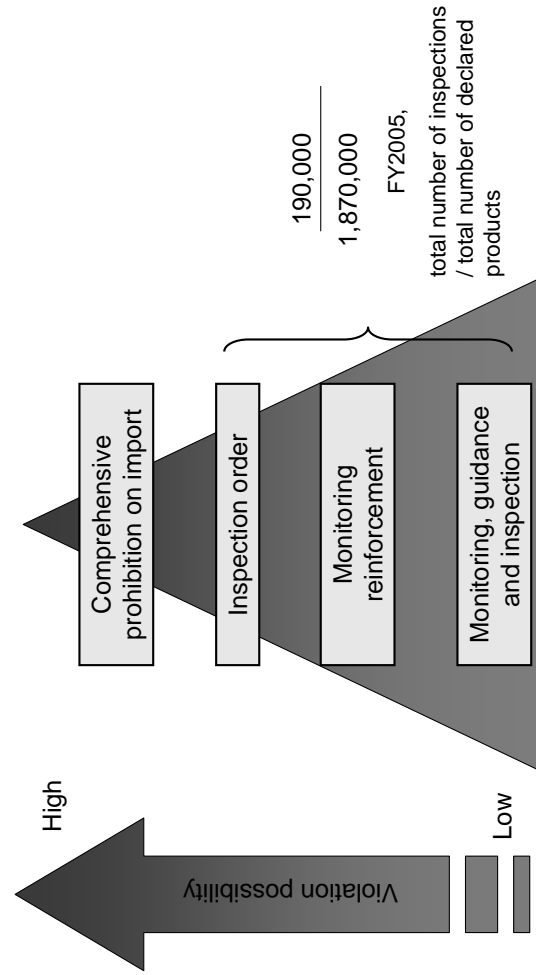 High
Violation possibility
Low
Comprehensive
prohibition on import
Inspection order
Monitoring
reinforcement
Monitoring, guidance
and inspection
190,000
1,870,000
FY2005,
total number of inspections
/ total number of declared
products